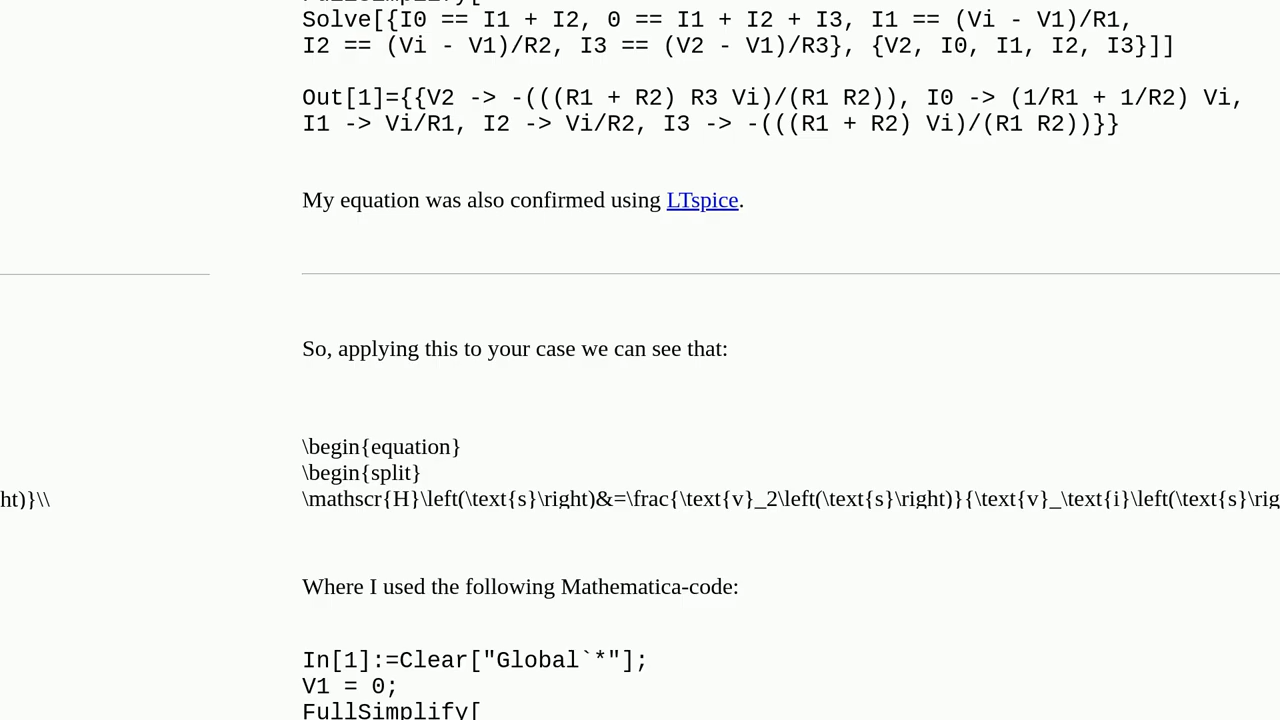 Solve[{I0 == I1 + I2, 0 == I1 + I2 + I3, I1 == (Vi - V1)/R1,
I2 == (Vi - V1)/R2, I3 == (V2 - V1)/R3}, {V2, I0, I1, I2, I3}]]
Out[1]={{V2 -> -(((R1 + R2) R3 Vi)/(R1 R2)), I0 -> (1/R1 + 1/R2) Vi,
I1 -> Vi/R1, I2 -> Vi/R2, I3 -> -(((R1 + R2) Vi)/(R1 R2))}}
My equation was also confirmed using LTspice.
So, applying this to your case we can see that:
\begin{equation}
\begin{split}
ht)}\\
\mathscr{H}\left(\text{s}\right)&=\frac{\text{v}_2\left(\text{s}\right)}{\text{v}_\text{i}\left(\text{s}\rig
Where I used the following Mathematica-code:
In[1]:=Clear["Global`*"];
V1 = 0;
FullSimplify[